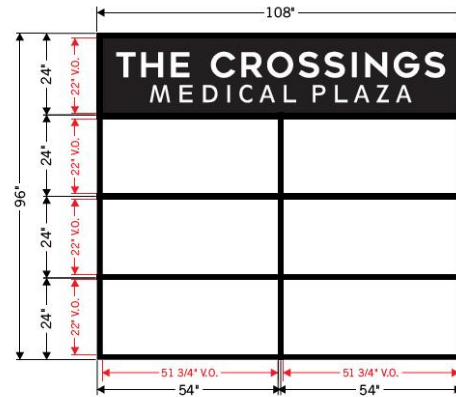 108"
THE CROSSINGS
MEDICAL PLAZA
96"
24"
22" V.O.
24"
22" V.O.
24"
22" V.O.
24"
22" V.O.
51 3/4" V.O.
51 3/4" V.O.
54"
54"